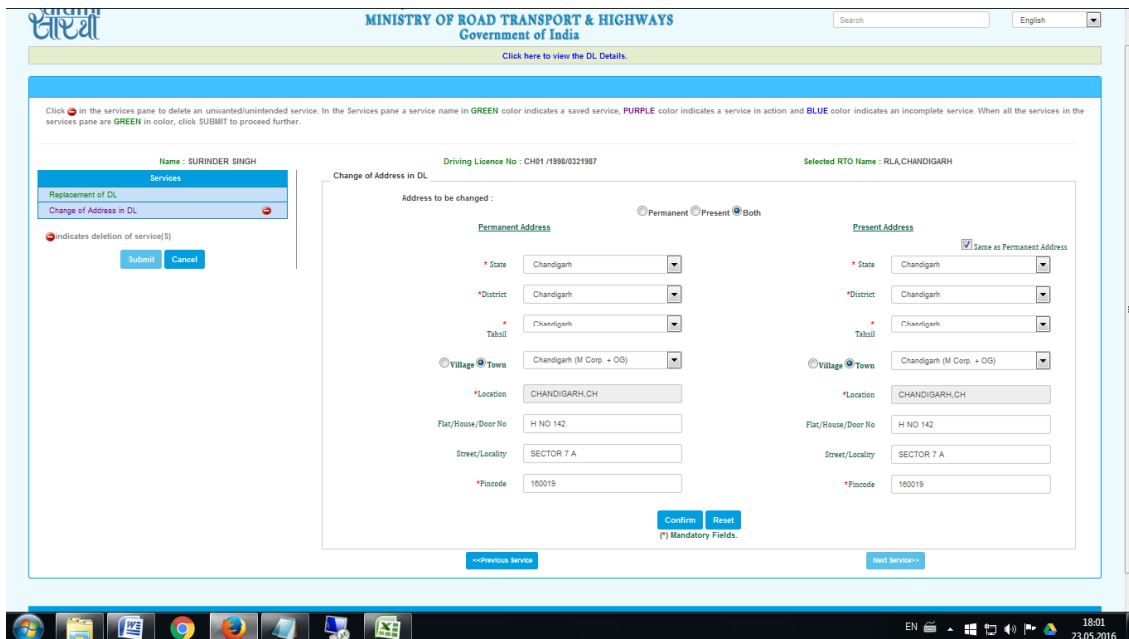 सारथी
MINISTRY OF ROAD TRANSPORT & HIGHWAYS
Government of India
Search
English
Click here to view the DL Details.
Click in the services pane to delete an unwanted/unintended service. In the Services pane a service name in GREEN color indicates a saved service, PURPLE color indicates a service in action and BLUE color indicates an incomplete service. When all the services in the
services pane are GREEN in color, click SUBMIT to proceed further.
Name : SURINDER SINGH
Driving Licence No : CH01 /1998/0321987
Selected RTO Name : RLA,CHANDIGARH
Services
Replacement of DL
Change of Address in DL
indicates deletion of service(S)
Submit Cancel
Change of Address in DL
Address to be changed :
Permanent Present Both
Permanent Address
Present Address
Same as Permanent Address
* State Chandigarh
* State Chandigarh
*District Chandigarh
*District Chandigarh
* Tahsil Chandigarh
* Tahsil Chandigarh
Village Town Chandigarh (M Corp. + OG)
Village Town Chandigarh (M Corp. + OG)
*Location CHANDIGARH,CH
*Location CHANDIGARH,CH
Flat/House/Door No H NO 142
Flat/House/Door No H NO 142
Street/Locality SECTOR 7 A
Street/Locality SECTOR 7 A
*Pincode 160019
*Pincode 160019
Confirm Reset
(*) Mandatory Fields.
<<Previous Service
Next Service>>
EN
18:01
23.05.2016